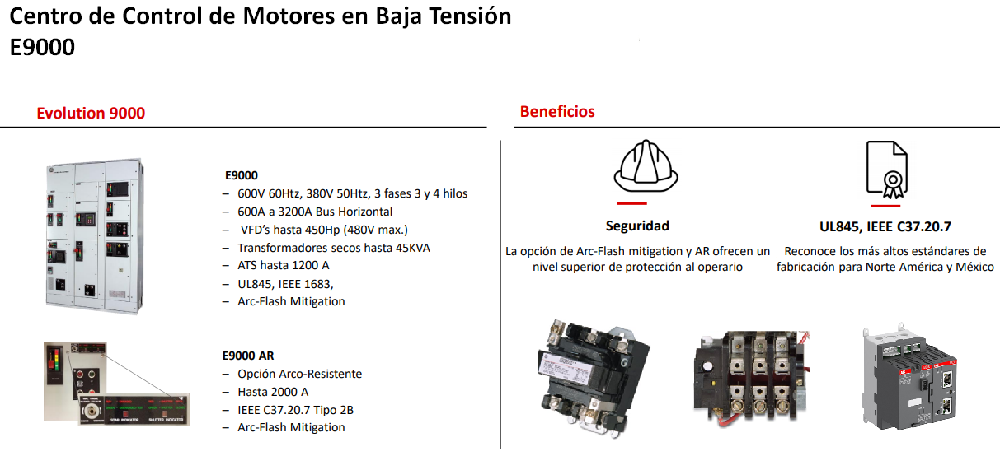 Centro de Control de Motores en Baja Tensión
E9000
Evolution 9000
E9000
– 600V 60Htz, 380V 50Htz, 3 fases 3 y 4 hilos
– 600A a 3200A Bus Horizontal
– VFD’s hasta 450Hp (480V max.)
– Transformadores secos hasta 45KVA
– ATS hasta 1200 A
– UL845, IEEE 1683,
– Arc-Flash Mitigation
E9000 AR
– Opción Arco-Resistente
– Hasta 2000 A
– IEEE C37.20.7 Tipo 2B
– Arc-Flash Mitigation
STAB INDICATOR
SHUTTER INDICATOR
Beneficios
Seguridad
La opción de Arc-Flash mitigation y AR ofrecen un
nivel superior de protección al operario
UL845, IEEE C37.20.7
Reconoce los más altos estándares de
fabricación para Norte América y México